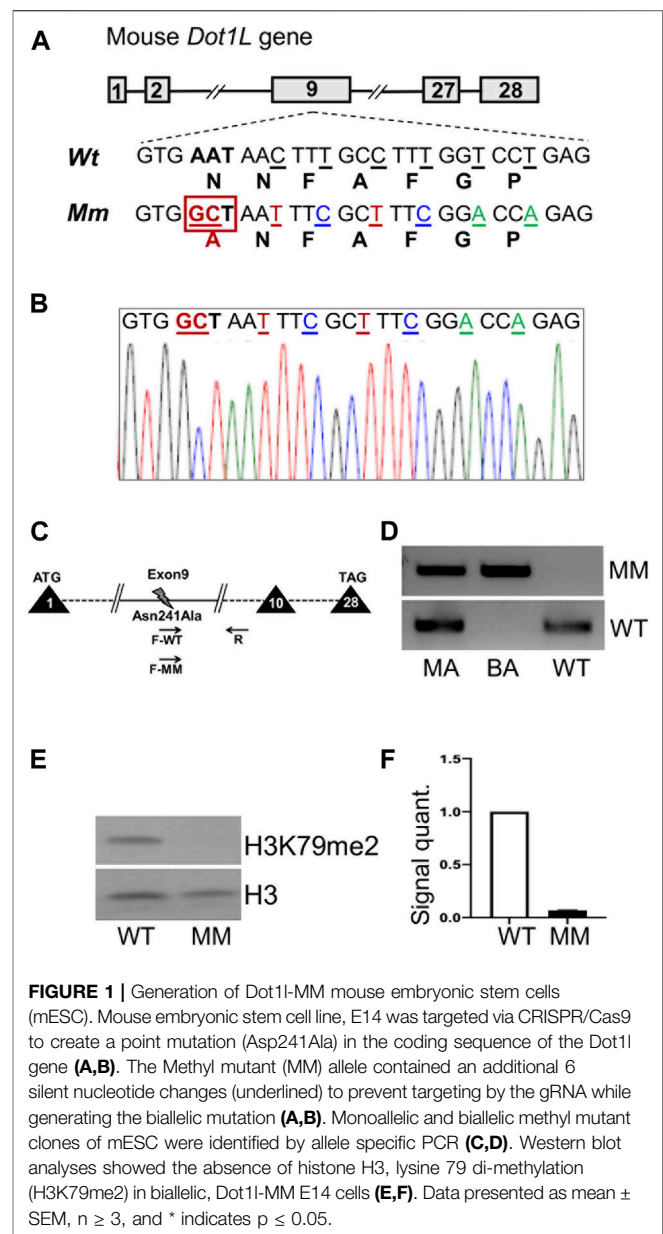 A Mouse Dot1L gene
1 2 // 9 // 27 28
Wt GTG AAT AAC TTT GCC TTT GGT CCT GAG
N N F A F G P
Mm GTG GCT AAT TTC GCT TTC GGA CCA GAG
A N F A F G P
B
GTG GCT AAT TTC GCT TTC GGA CCA GAG
C
ATG Exon9 TAG
1 // // 10 28
Asn241Ala
F-WT R
F-MM
D
MM
WT
MA BA WT
E
H3K79me2
H3
WT MM
F
Signal quant.
1.5
1.0
0.5
0.0
WT MM
FIGURE 1 | Generation of Dot1l-MM mouse embryonic stem cells
(mESC). Mouse embryonic stem cell line, E14 was targeted via CRISPR/Cas9
to create a point mutation (Asp241Ala) in the coding sequence of the Dot1l
gene (A,B). The Methyl mutant (MM) allele contained an additional 6
silent nucleotide changes (underlined) to prevent targeting by the gRNA while
generating the biallelic mutation (A,B). Monoallelic and biallelic methyl mutant
clones of mESC were identified by allele specific PCR (C,D). Western blot
analyses showed the absence of histone H3, lysine 79 di-methylation
(H3K79me2) in biallelic, Dot1l-MM E14 cells (E,F). Data presented as mean ±
SEM, n ≥ 3, and * indicates p ≤ 0.05.